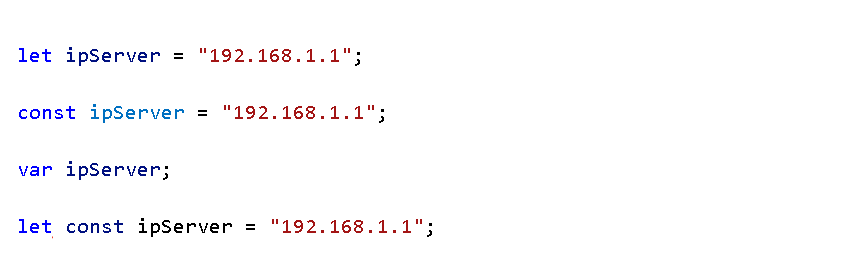 let ipServer = "192.168.1.1";
const ipServer = "192.168.1.1";
var ipServer;
let const ipServer = "192.168.1.1";